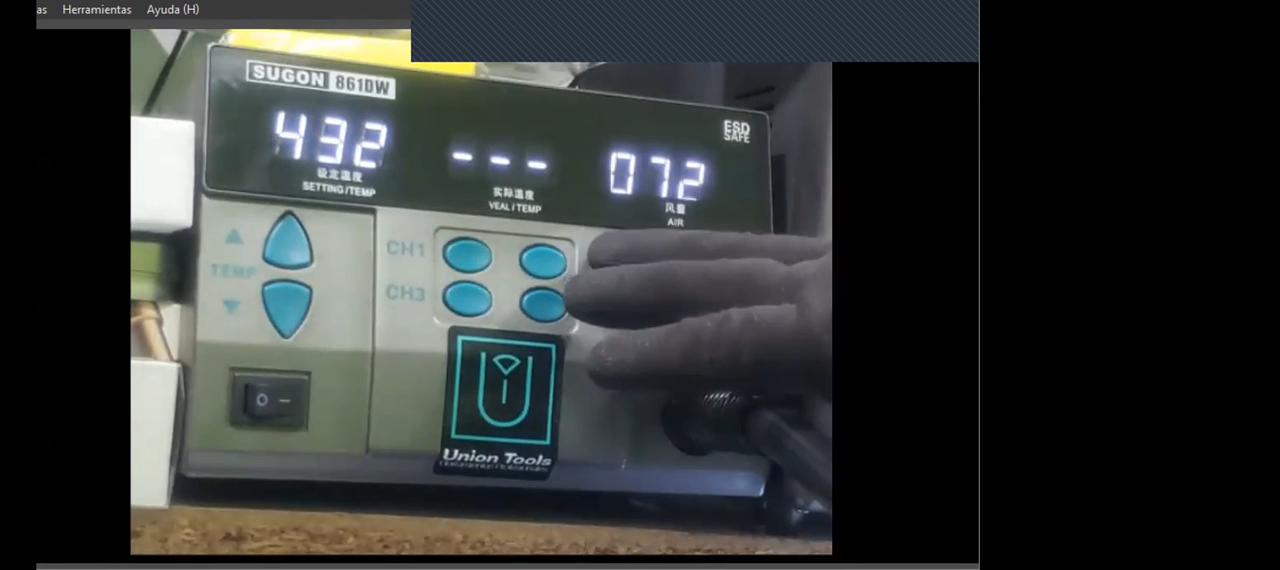 as Herramientas Ayuda (H)
SUGON 861DW
ESD
SAFE
432 --- 072
设定温度 实际温度 风量
SETTING/TEMP VEAL/TEMP AIR
CH1
TEMP
CH3
O –
Union Tools